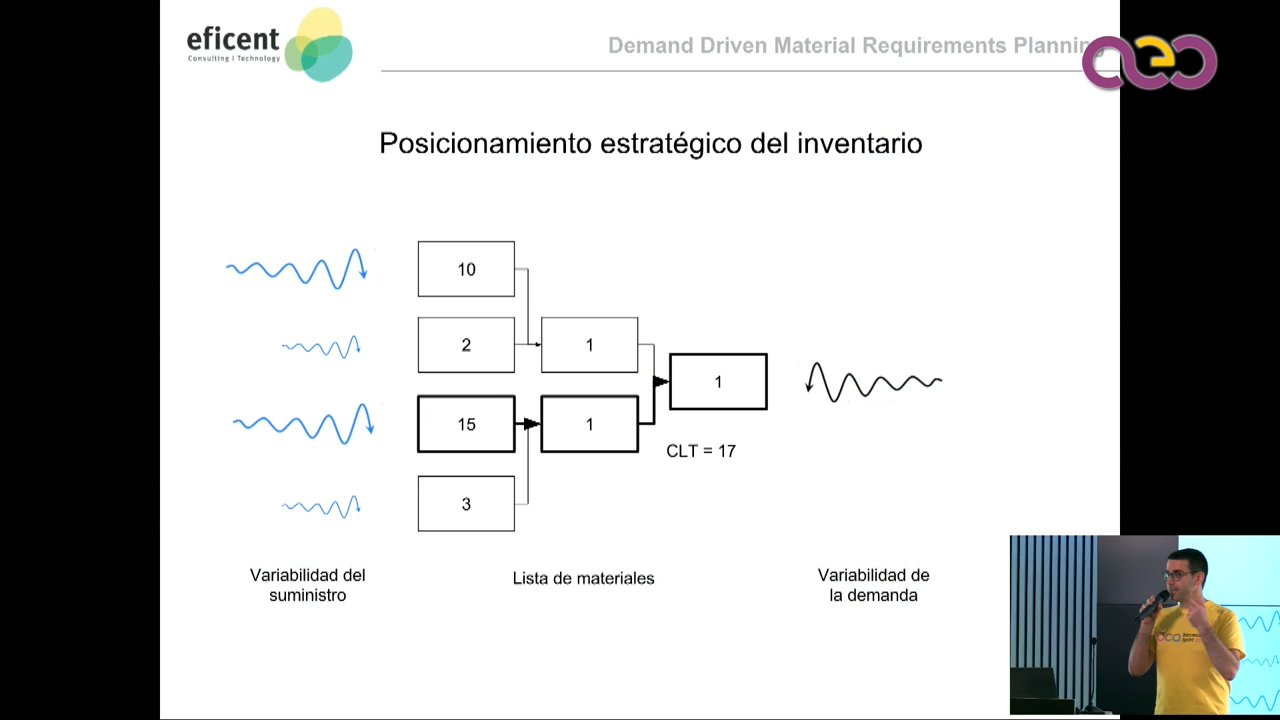 eficent
Consulting | Technology
Demand Driven Material Requirements Planning
Posicionamiento estratégico del inventario
10
2
1
1
15
1
CLT = 17
3
Variabilidad del
suministro
Lista de materiales
Variabilidad de
la demanda